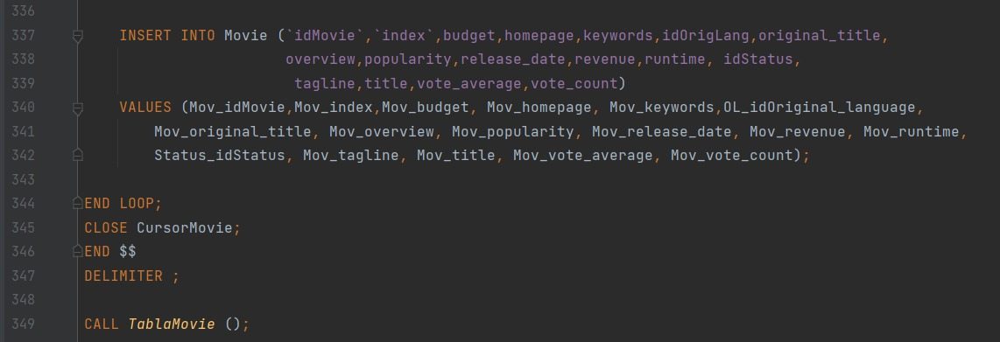 336
337 INSERT INTO Movie (`idMovie`,`index`,budget,homepage,keywords,idOrigLang,original_title,
338 overview,popularity,release_date,revenue,runtime, idStatus,
339 tagline,title,vote_average,vote_count)
340 VALUES (Mov_idMovie,Mov_index,Mov_budget, Mov_homepage, Mov_keywords,OL_idOriginal_language,
341 Mov_original_title, Mov_overview, Mov_popularity, Mov_release_date, Mov_revenue, Mov_runtime,
342 Status_idStatus, Mov_tagline, Mov_title, Mov_vote_average, Mov_vote_count);
343
344 END LOOP;
345 CLOSE CursorMovie;
346 END $$
347 DELIMITER ;
348
349 CALL TablaMovie ();